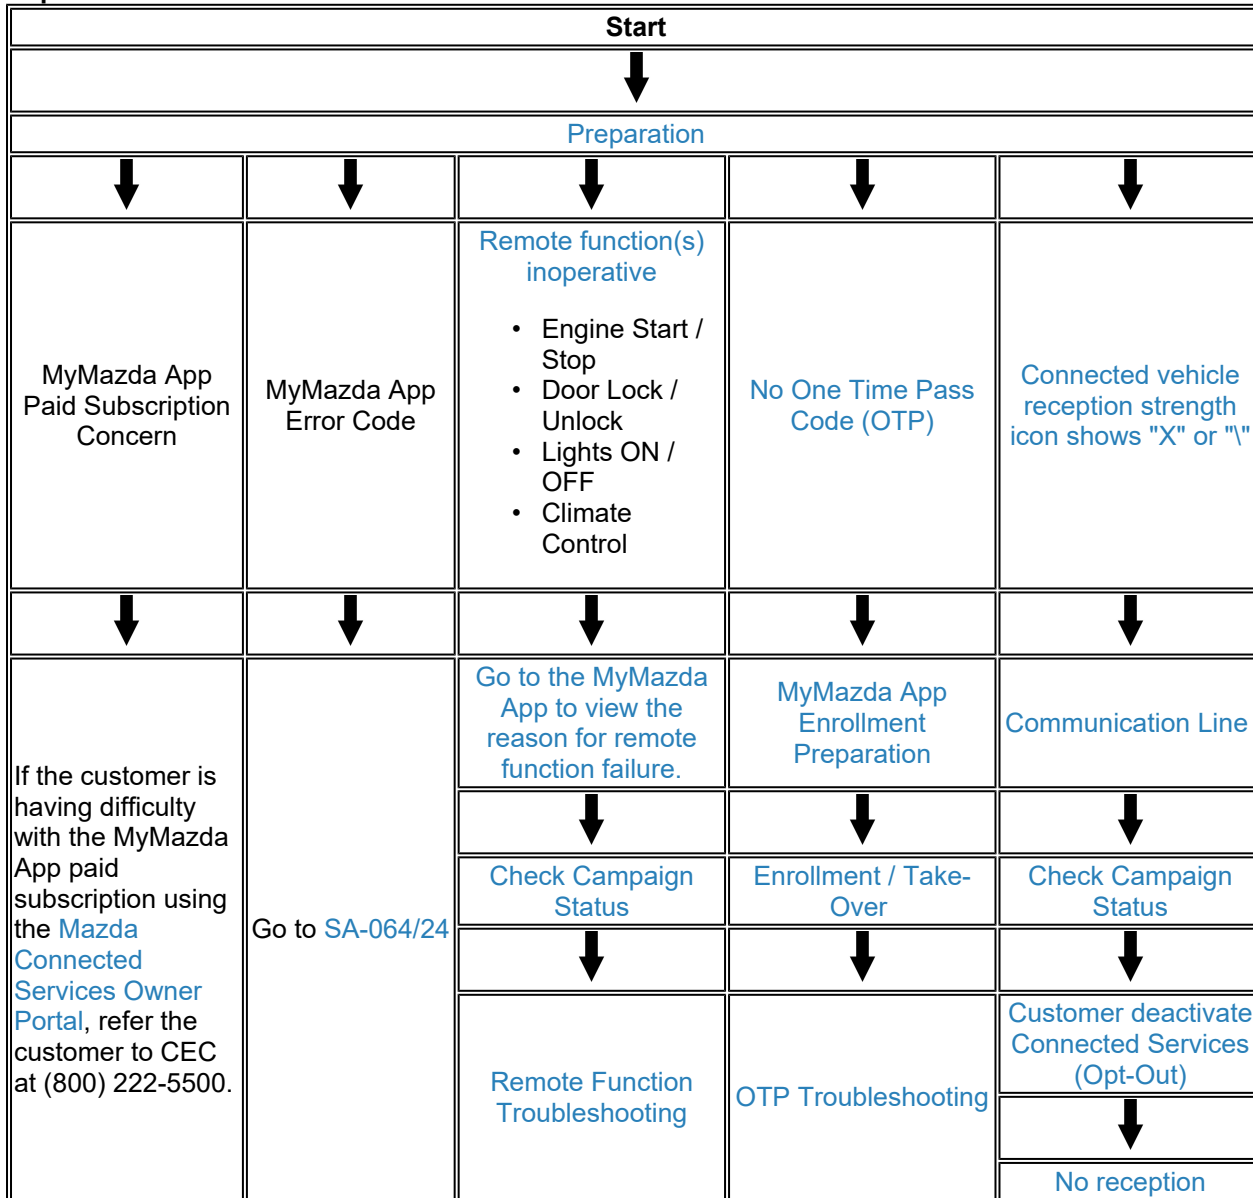 Start
Preparation
MyMazda App
Paid Subscription
Concern
MyMazda App
Error Code
Remote function(s)
inoperative
• Engine Start /
Stop
• Door Lock /
Unlock
• Lights ON /
OFF
• Climate
Control
No One Time Pass
Code (OTP)
Connected vehicle
reception strength
icon shows "X" or "\"
If the customer is
having difficulty
with the MyMazda
App paid
subscription using
the Mazda
Connected
Services Owner
Portal, refer the
customer to CEC
at (800) 222-5500.
Go to SA-064/24
Go to the MyMazda
App to view the
reason for remote
function failure.
Check Campaign
Status
Remote Function
Troubleshooting
MyMazda App
Enrollment
Preparation
Enrollment / Take-
Over
OTP Troubleshooting
Communication Line
Check Campaign
Status
Customer deactivate
Connected Services
(Opt-Out)
No reception